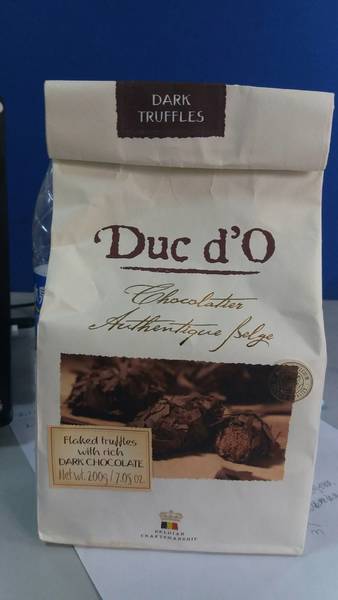 DARK
TRUFFLES
Duc d'O
Chocolatier
Authentique Belge
Flaked truffles
with rich
DARK CHOCOLATE
Net wt. 200g / 7.05 oz
BELGIAN
CRAFTSMANSHIP